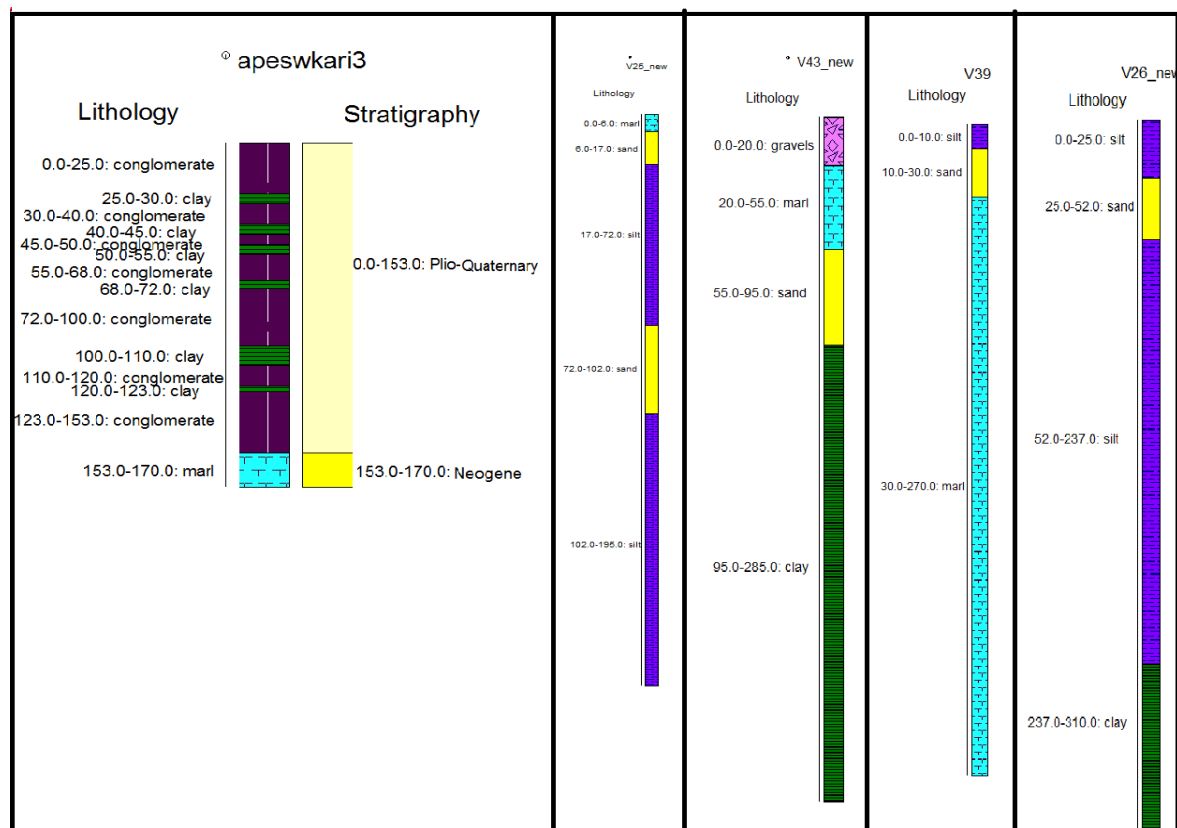 apeswkari3
Lithology
Stratigraphy
0.0-25.0: conglomerate
25.0-30.0: clay
30.0-40.0: conglomerate
40.0-45.0: clay
45.0-50.0: conglomerate
50.0-55.0: clay
55.0-68.0: conglomerate
68.0-72.0: clay
72.0-100.0: conglomerate
100.0-110.0: clay
110.0-120.0: conglomerate
120.0-123.0: clay
123.0-153.0: conglomerate
153.0-170.0: marl
0.0-153.0: Plio-Quaternary
153.0-170.0: Neogene
V25_new
Lithology
0.0-6.0: marl
6.0-17.0: sand
17.0-72.0: silt
72.0-102.0: sand
102.0-195.0: silt
V43_new
Lithology
0.0-20.0: gravels
20.0-55.0: marl
55.0-95.0: sand
95.0-285.0: clay
V39
Lithology
0.0-10.0: silt
10.0-30.0: sand
30.0-270.0: marl
V26_new
Lithology
0.0-25.0: silt
25.0-52.0: sand
52.0-237.0: silt
237.0-310.0: clay